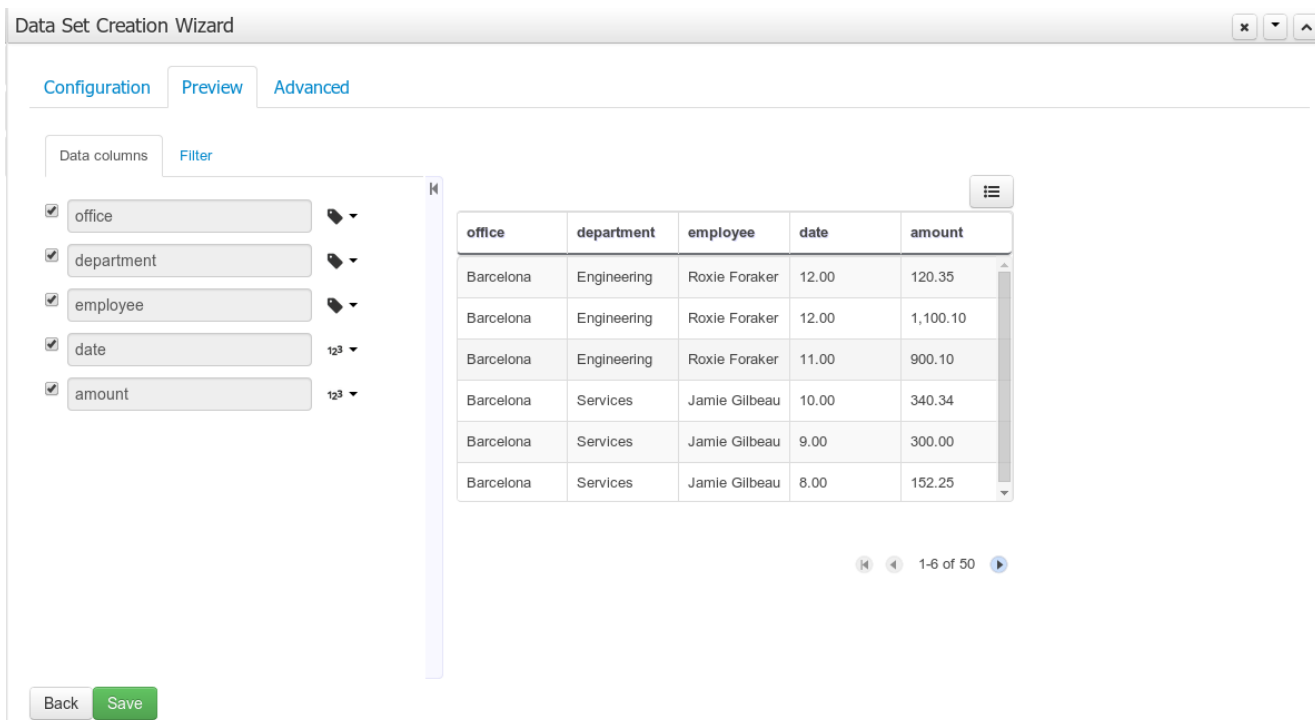 Data Set Creation Wizard
Configuration Preview Advanced
Data columns Filter
office
department
employee
date 123
amount 123
office department employee date amount
Barcelona Engineering Roxie Foraker 12.00 120.35
Barcelona Engineering Roxie Foraker 12.00 1,100.10
Barcelona Engineering Roxie Foraker 11.00 900.10
Barcelona Services Jamie Gilbeau 10.00 340.34
Barcelona Services Jamie Gilbeau 9.00 300.00
Barcelona Services Jamie Gilbeau 8.00 152.25
1-6 of 50
Back Save